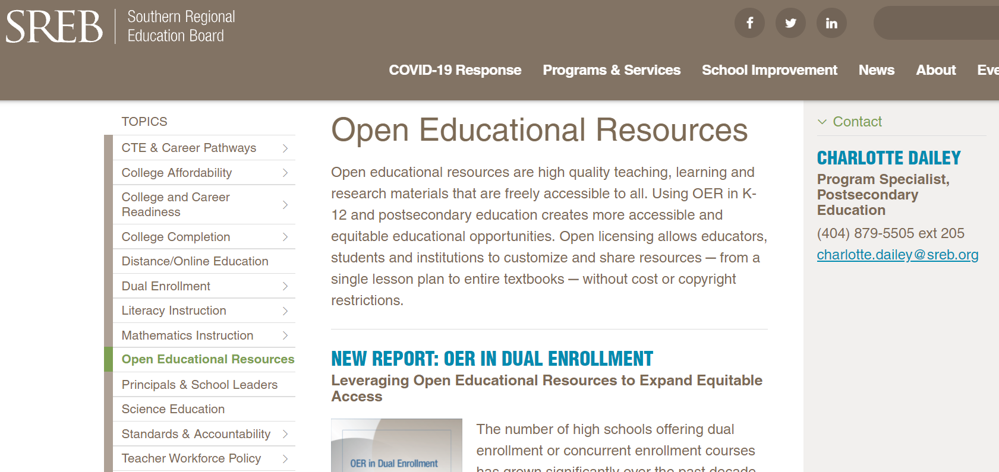 SREB
Southern Regional
Education Board
COVID-19 Response Programs & Services School Improvement News About Eve
TOPICS
CTE & Career Pathways
College Affordability
College and Career
Readiness
College Completion
Distance/Online Education
Dual Enrollment
Literacy Instruction
Mathematics Instruction
Open Educational Resources
Principals & School Leaders
Science Education
Standards & Accountability
Teacher Workforce Policy
Open Educational Resources
Open educational resources are high quality teaching, learning and
research materials that are freely accessible to all. Using OER in K-
12 and postsecondary education creates more accessible and
equitable educational opportunities. Open licensing allows educators,
students and institutions to customize and share resources — from a
single lesson plan to entire textbooks — without cost or copyright
restrictions.
NEW REPORT: OER IN DUAL ENROLLMENT
Leveraging Open Educational Resources to Expand Equitable
Access
OER in Dual Enrollment
The number of high schools offering dual
enrollment or concurrent enrollment courses
has grown significantly over the past decade
Contact
CHARLOTTE DAILEY
Program Specialist,
Postsecondary
Education
(404) 879-5505 ext 205
charlotte.dailey@sreb.org